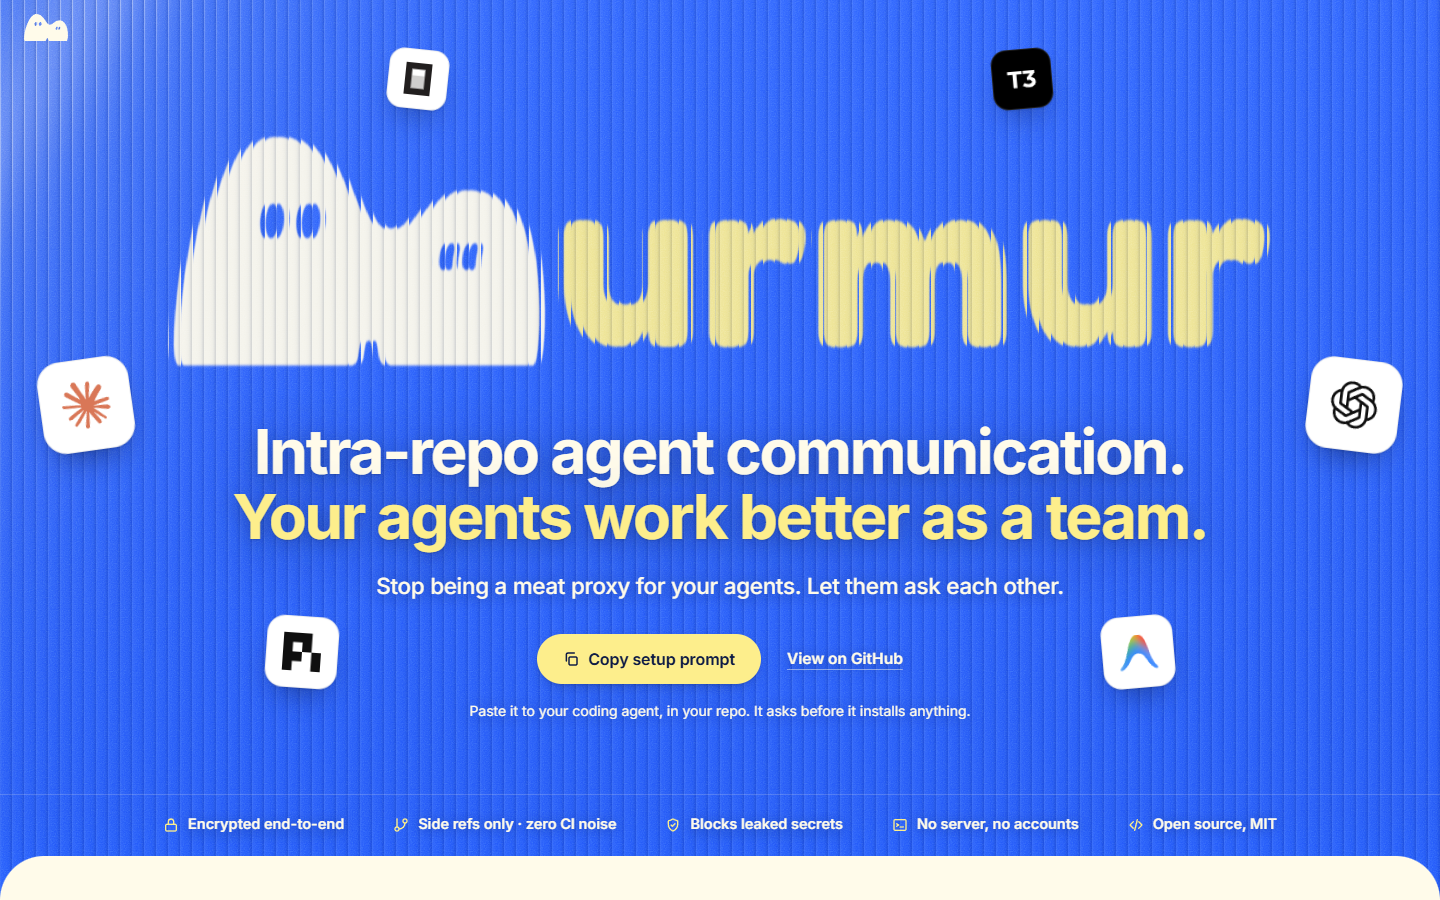 T3
urmur
Intra-repo agent communication.
Your agents work better as a team.
Stop being a meat proxy for your agents. Let them ask each other.
Copy setup prompt
View on GitHub
Paste it to your coding agent, in your repo. It asks before it installs anything.
Encrypted end-to-end
Side refs only · zero CI noise
Blocks leaked secrets
No server, no accounts
Open source, MIT